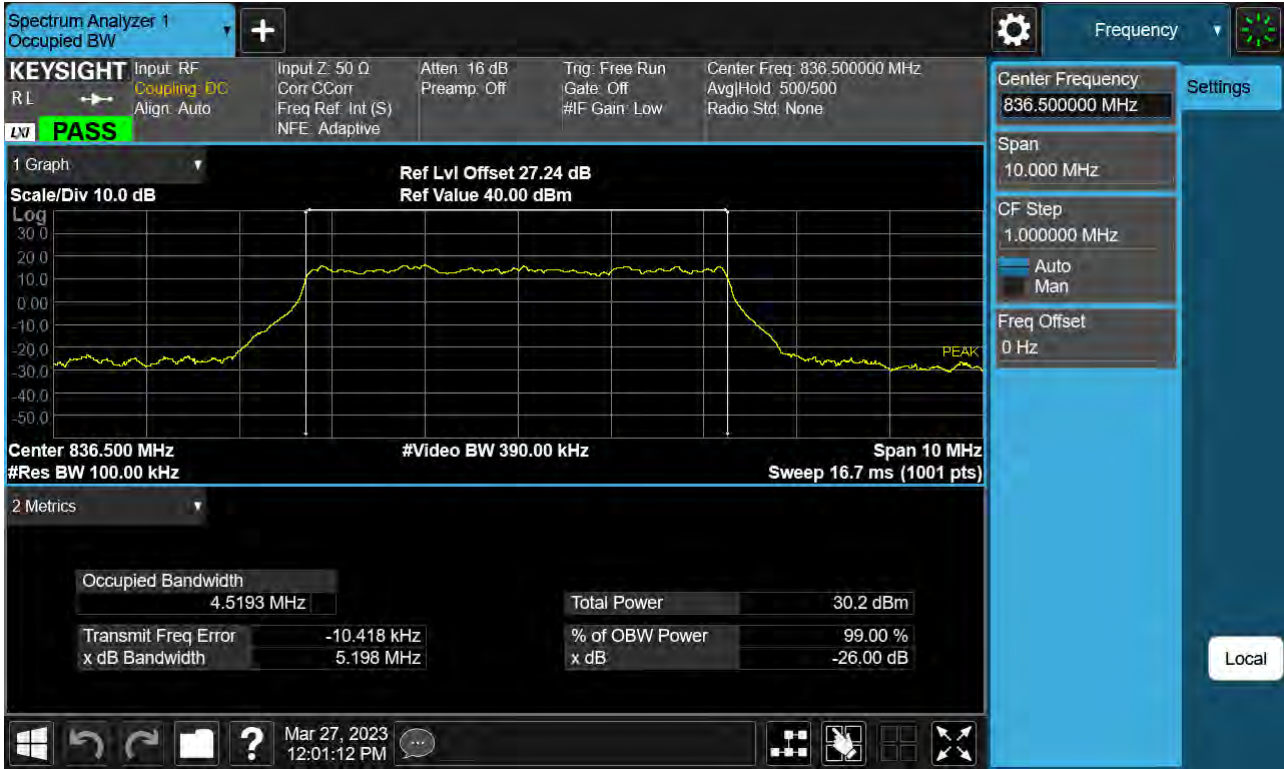 Spectrum Analyzer 1
Occupied BW
Frequency
KEYSIGHT
R L
LXI
PASS
Input: RF
Coupling: DC
Align: Auto
Input Z: 50 Ω
Corr CCorr
Freq Ref: Int (S)
NFE: Adaptive
Atten: 16 dB
Preamp: Off
Trig: Free Run
Gate: Off
#IF Gain: Low
Center Freq: 836.500000 MHz
Avg|Hold: 500/500
Radio Std: None
1 Graph
Scale/Div 10.0 dB
Ref Lvl Offset 27.24 dB
Ref Value 40.00 dBm
Log
30.0
20.0
10.0
0.00
-10.0
-20.0
-30.0
-40.0
-50.0
PEAK
Center 836.500 MHz
#Video BW 390.00 kHz
Span 10 MHz
#Res BW 100.00 kHz
Sweep 16.7 ms (1001 pts)
2 Metrics
Occupied Bandwidth
4.5193 MHz
Total Power 30.2 dBm
Transmit Freq Error -10.418 kHz
% of OBW Power 99.00 %
x dB Bandwidth 5.198 MHz
x dB -26.00 dB
Center Frequency
836.500000 MHz
Settings
Span
10.000 MHz
CF Step
1.000000 MHz
Auto
Man
Freq Offset
0 Hz
Local
?
Mar 27, 2023
12:01:12 PM